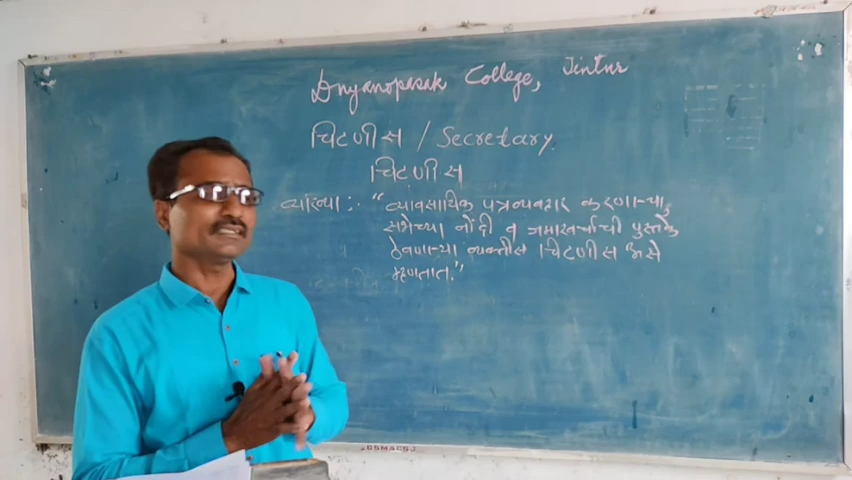 Dnyanopasak College, Jintur
चिटणीस / Secretary
चिटणीस
व्याख्या :- "व्यावसायिक पत्रव्यवहार करणाऱ्या,
सभेच्या नोंदी व जमाखर्चाची पुस्तके
ठेवणाऱ्या व्यक्तीस चिटणीस असे
म्हणतात."